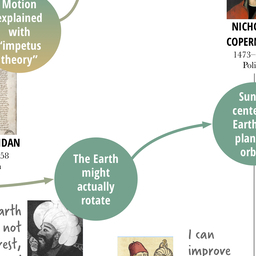 Motion
explained
with
"impetus
theory"
NICHO
COPERN
1473–
Poli
Sun
cente
Earth
plan
orb
DAN
58
The Earth
might
actually
rotate
arth
not
rest,
I can
improve